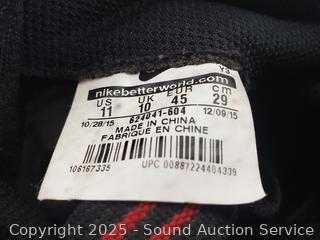 Y3
nikebetterworld.com
US UK EUR cm
11 10 45 29
10/28/15 624041-604 12/09/15
MADE IN CHINA
FABRIQUE EN CHINE
106167335 UPC 00887224404339
Copyright 2025 - Sound Auction Service